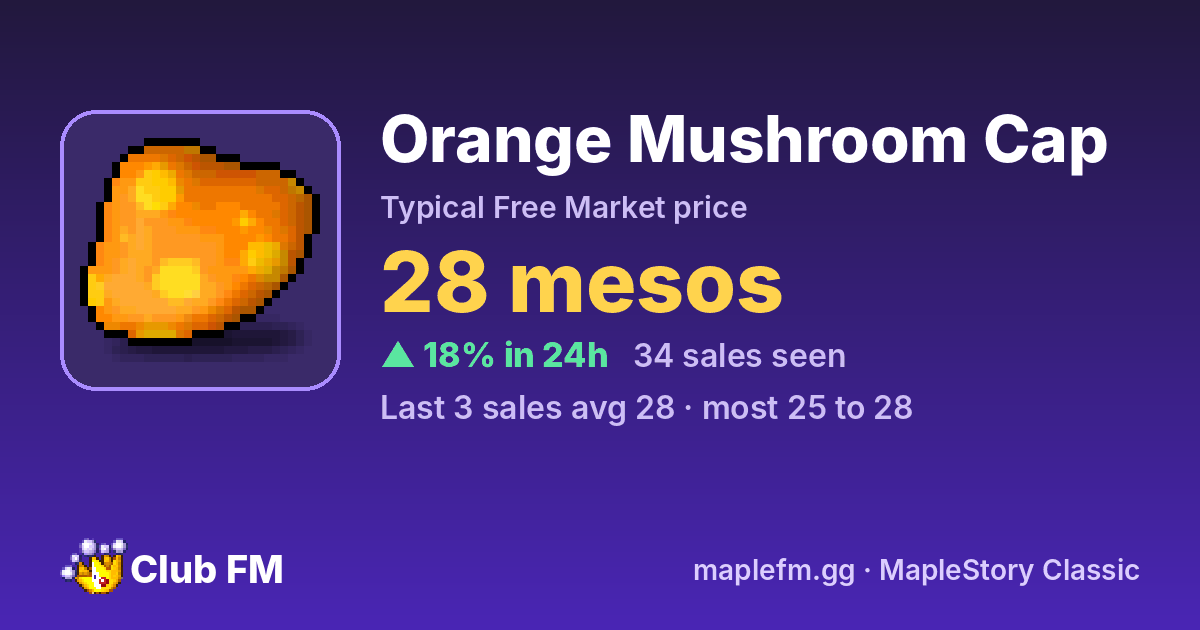 Orange Mushroom Cap
Typical Free Market price
28 mesos
▲ 18% in 24h 34 sales seen
Last 3 sales avg 28 · most 25 to 28
Club FM
maplefm.gg · MapleStory Classic